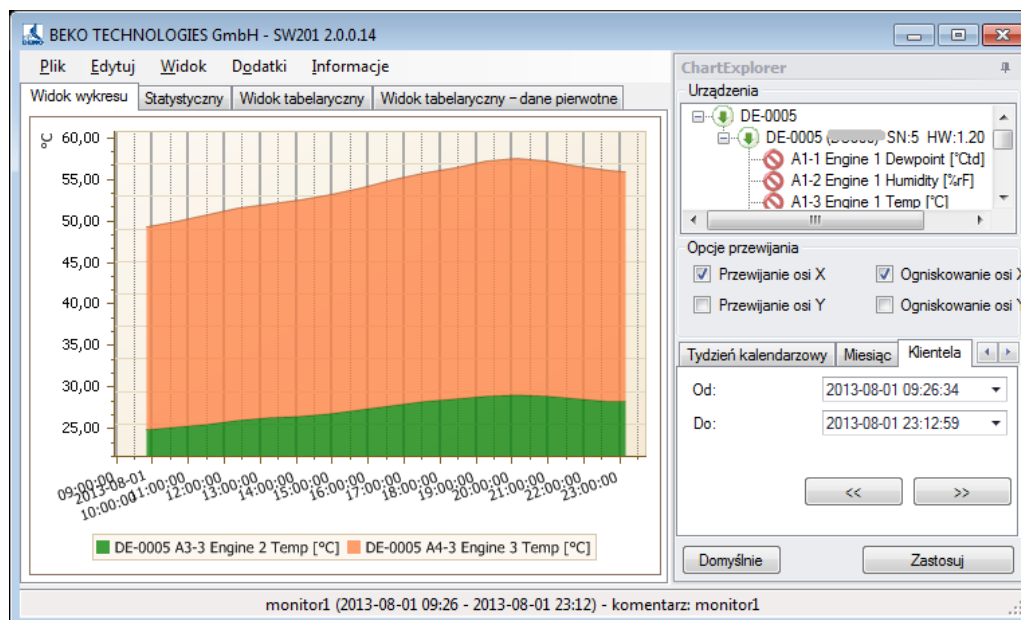 BEKO TECHNOLOGIES GmbH - SW201 2.0.0.14
Plik Edytuj Widok Dodatki Informacje
Widok wykresu Statystyczny Widok tabelaryczny Widok tabelaryczny – dane pierwotne
°C
60,00
55,00
50,00
45,00
40,00
35,00
30,00
25,00
09:00:00
2013-08-01
10:00:00
11:00:00
12:00:00
13:00:00
14:00:00
15:00:00
16:00:00
17:00:00
18:00:00
19:00:00
20:00:00
21:00:00
22:00:00
23:00:00
DE-0005 A3-3 Engine 2 Temp [°C] DE-0005 A4-3 Engine 3 Temp [°C]
ChartExplorer
Urządzenia
DE-0005
DE-0005 SN:5 HW:1.20
A1-1 Engine 1 Dewpoint [°Ctd]
A1-2 Engine 1 Humidity [%rF]
A1-3 Engine 1 Temp [°C]
Opcje przewijania
Przewijanie osi X Ogniskowanie osi X
Przewijanie osi Y Ogniskowanie osi Y
Tydzień kalendarzowy Miesiąc Klientela
Od: 2013-08-01 09:26:34
Do: 2013-08-01 23:12:59
<< >>
Domyślnie Zastosuj
monitor1 (2013-08-01 09:26 - 2013-08-01 23:12) - komentarz: monitor1